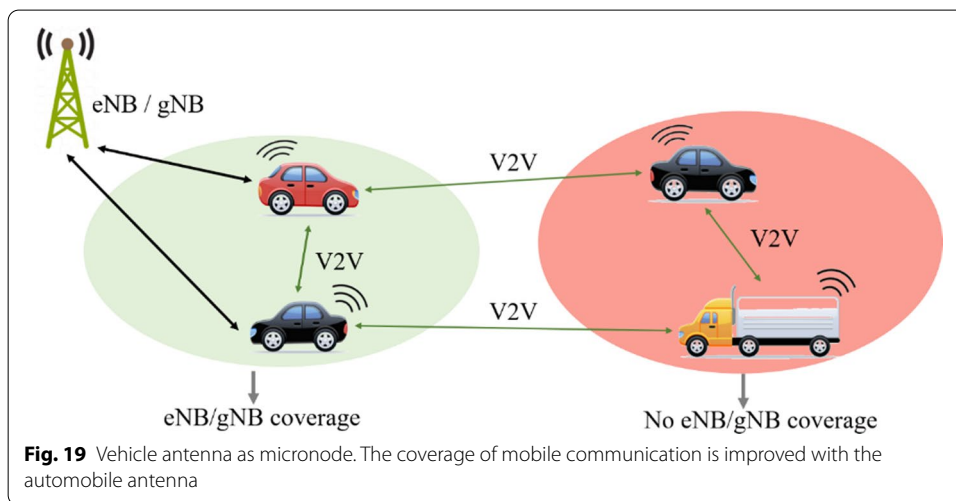 eNB / gNB
V2V
V2V
V2V
V2V
eNB/gNB coverage
No eNB/gNB coverage
Fig. 19 Vehicle antenna as micronode. The coverage of mobile communication is improved with the
automobile antenna